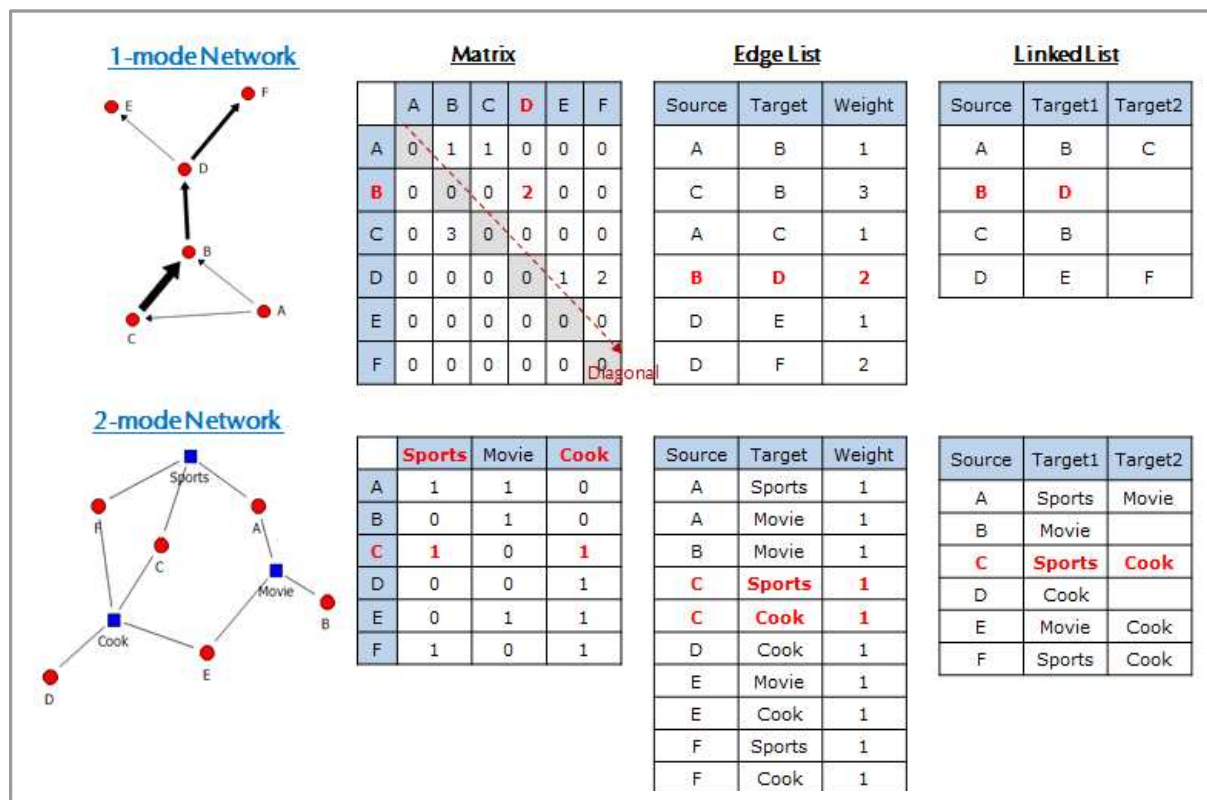 1-mode Network
E
F
D
B
C
A
Matrix
A B C D E F
A 0 1 1 0 0 0
B 0 0 0 2 0 0
C 0 3 0 0 0 0
D 0 0 0 0 1 2
E 0 0 0 0 0 0
F 0 0 0 0 0 0
Diagonal
Edge List
Source Target Weight
A B 1
C B 3
A C 1
B D 2
D E 1
D F 2
Linked List
Source Target1 Target2
A B C
B D
C B
D E F
2-mode Network
Sports
F
A
C
Movie
B
Cook
E
D
Sports Movie Cook
A 1 1 0
B 0 1 0
C 1 0 1
D 0 0 1
E 0 1 1
F 1 0 1
Source Target Weight
A Sports 1
A Movie 1
B Movie 1
C Sports 1
C Cook 1
D Cook 1
E Movie 1
E Cook 1
F Sports 1
F Cook 1
Source Target1 Target2
A Sports Movie
B Movie
C Sports Cook
D Cook
E Movie Cook
F Sports Cook